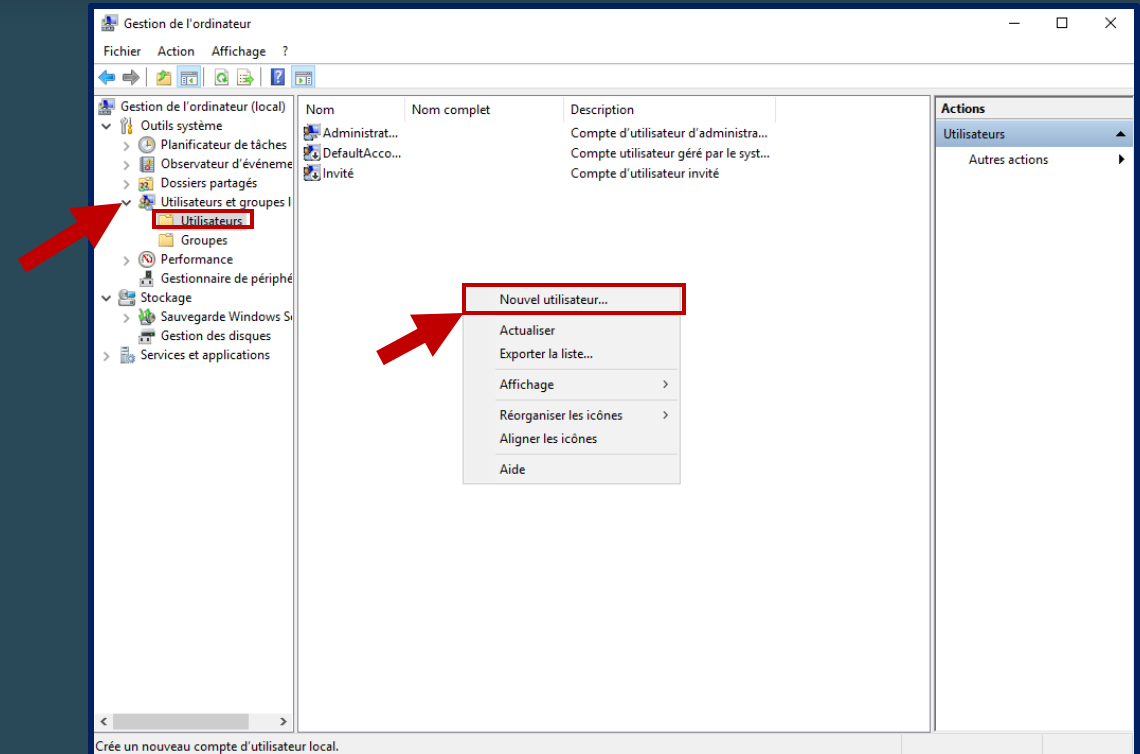 Gestion de l'ordinateur
Fichier Action Affichage ?
Gestion de l'ordinateur (local)
Outils système
Planificateur de tâches
Observateur d'événeme
Dossiers partagés
Utilisateurs et groupes l
Utilisateurs
Groupes
Performance
Gestionnaire de périphé
Stockage
Sauvegarde Windows S
Gestion des disques
Services et applications
Nom Nom complet Description
Administrat... Compte d'utilisateur d'administra...
DefaultAcco... Compte utilisateur géré par le syst...
Invité Compte d'utilisateur invité
Nouvel utilisateur...
Actualiser
Exporter la liste...
Affichage
Réorganiser les icônes
Aligner les icônes
Aide
Actions
Utilisateurs
Autres actions
Crée un nouveau compte d'utilisateur local.